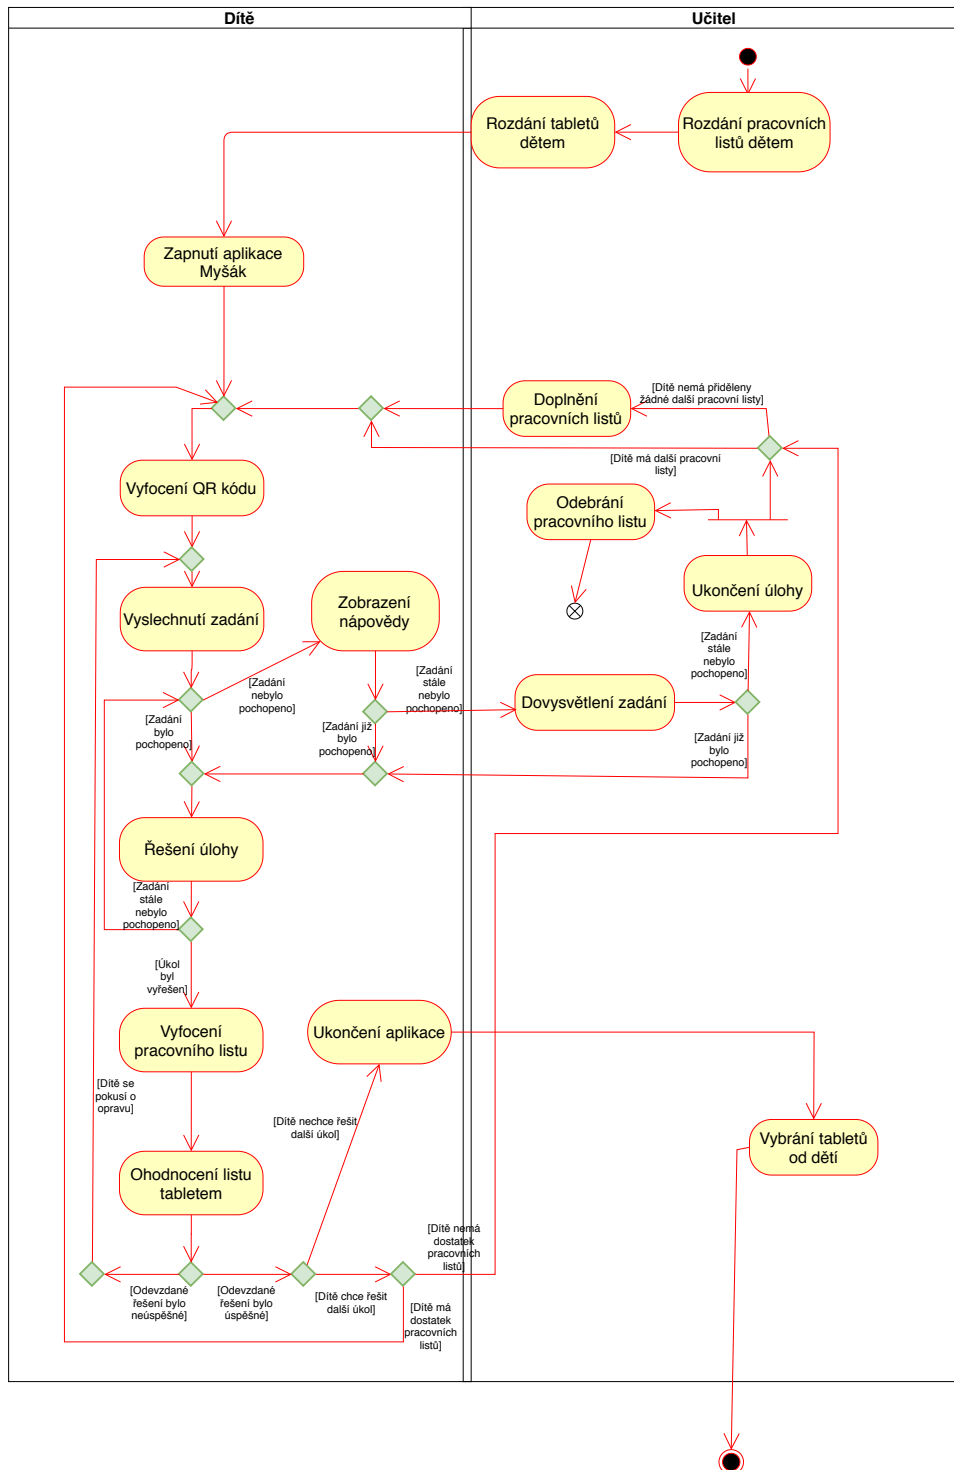 Dítě
Učitel
Rozdání tabletů
dětem
Rozdání pracovních
listů dětem
Zapnutí aplikace
Myšák
Doplnění
pracovních listů
[Dítě nemá přiděleny
žádné další pracovní listy]
[Dítě má další pracovní
listy]
Vyfocení QR kódu
Odebrání
pracovního listu
Ukončení úlohy
Vyslechnutí zadání
Zobrazení
nápovědy
[Zadání
nebylo
pochopeno]
[Zadání
stále
nebylo
pochopeno]
Dovysvětlení zadání
[Zadání
stále
nebylo
pochopeno]
[Zadání
bylo
pochopeno]
[Zadání již
bylo
pochopeno]
[Zadání již
bylo
pochopeno]
Řešení úlohy
[Zadání
stále
nebylo
pochopeno]
[Úkol
byl
vyřešen]
Vyfocení
pracovního listu
Ukončení aplikace
[Dítě se
pokusí o
opravu]
[Dítě nechce řešit
další úkol]
Vybrání tabletů
od dětí
Ohodnocení listu
tabletem
[Dítě nemá
dostatek
pracovních
listů]
[Odevzdané
řešení bylo
neúspěšné]
[Odevzdané
řešení bylo
úspěšné]
[Dítě chce řešit
další úkol]
[Dítě má
dostatek
pracovních
listů]